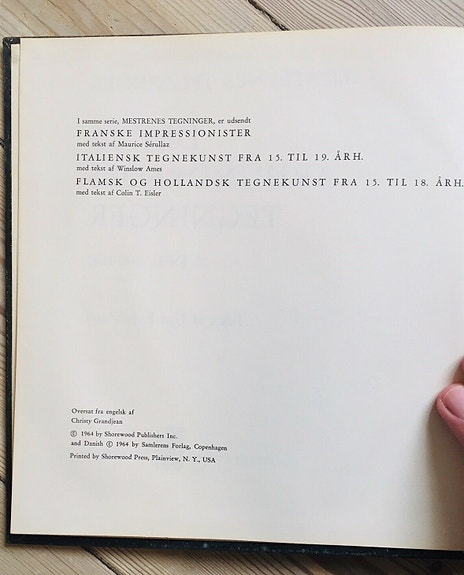 I samme serie, MESTRENES TEGNINGER, er udsendt
FRANSKE IMPRESSIONISTER
med tekst af Maurice Sérullaz
ITALIENSK TEGNEKUNST FRA 15. TIL 19. ÅRH.
med tekst af Winslow Ames
FLAMSK OG HOLLANDSK TEGNEKUNST FRA 15. TIL 18. ÅRH.
med tekst af Colin T. Eisler
Oversat fra engelsk af
Christy Grandjean
© 1964 by Shorewood Publishers Inc.
and Danish © 1964 by Samlerens Forlag, Copenhagen
Printed by Shorewood Press, Plainview, N. Y., USA